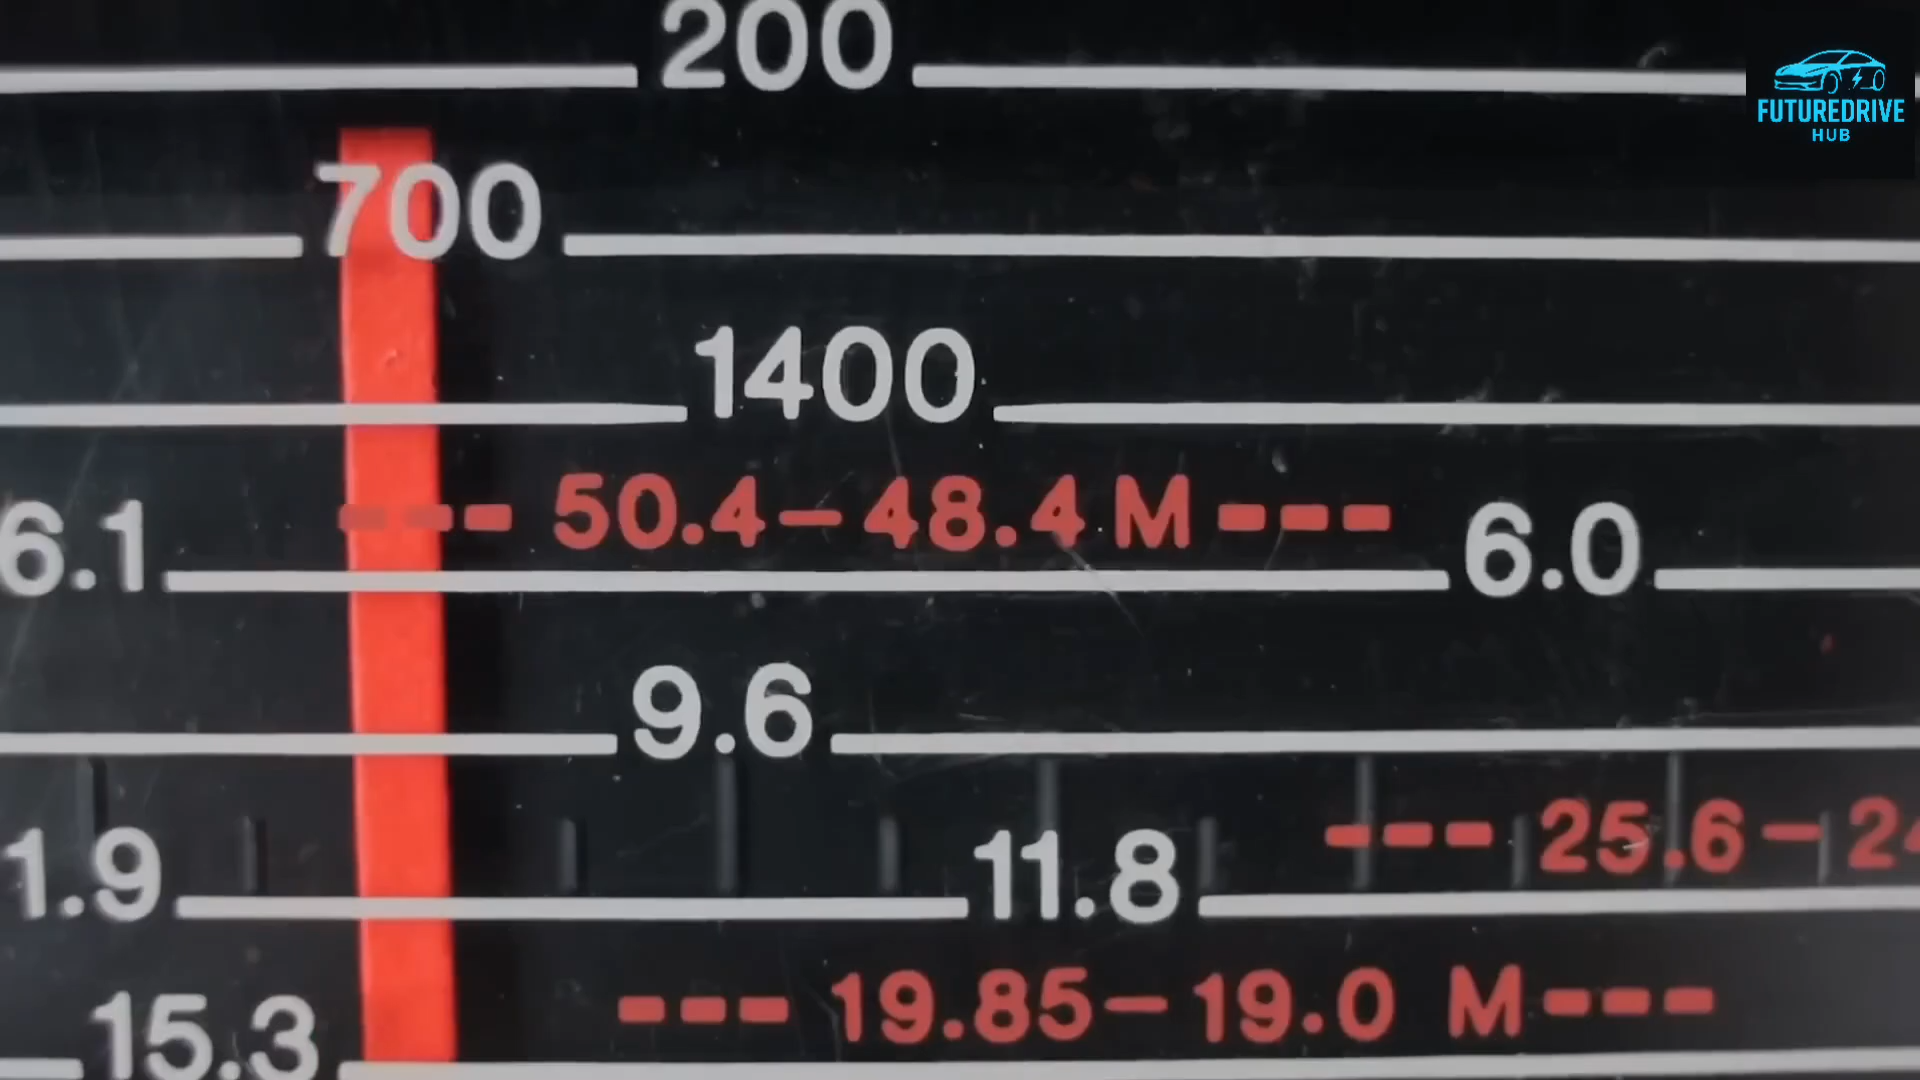 200
FUTUREDRIVE
HUB
700
1400
6.1 --- 50.4–48.4 M --- 6.0
9.6
1.9 11.8 --- 25.6–24
15.3 --- 19.85–19.0 M ---